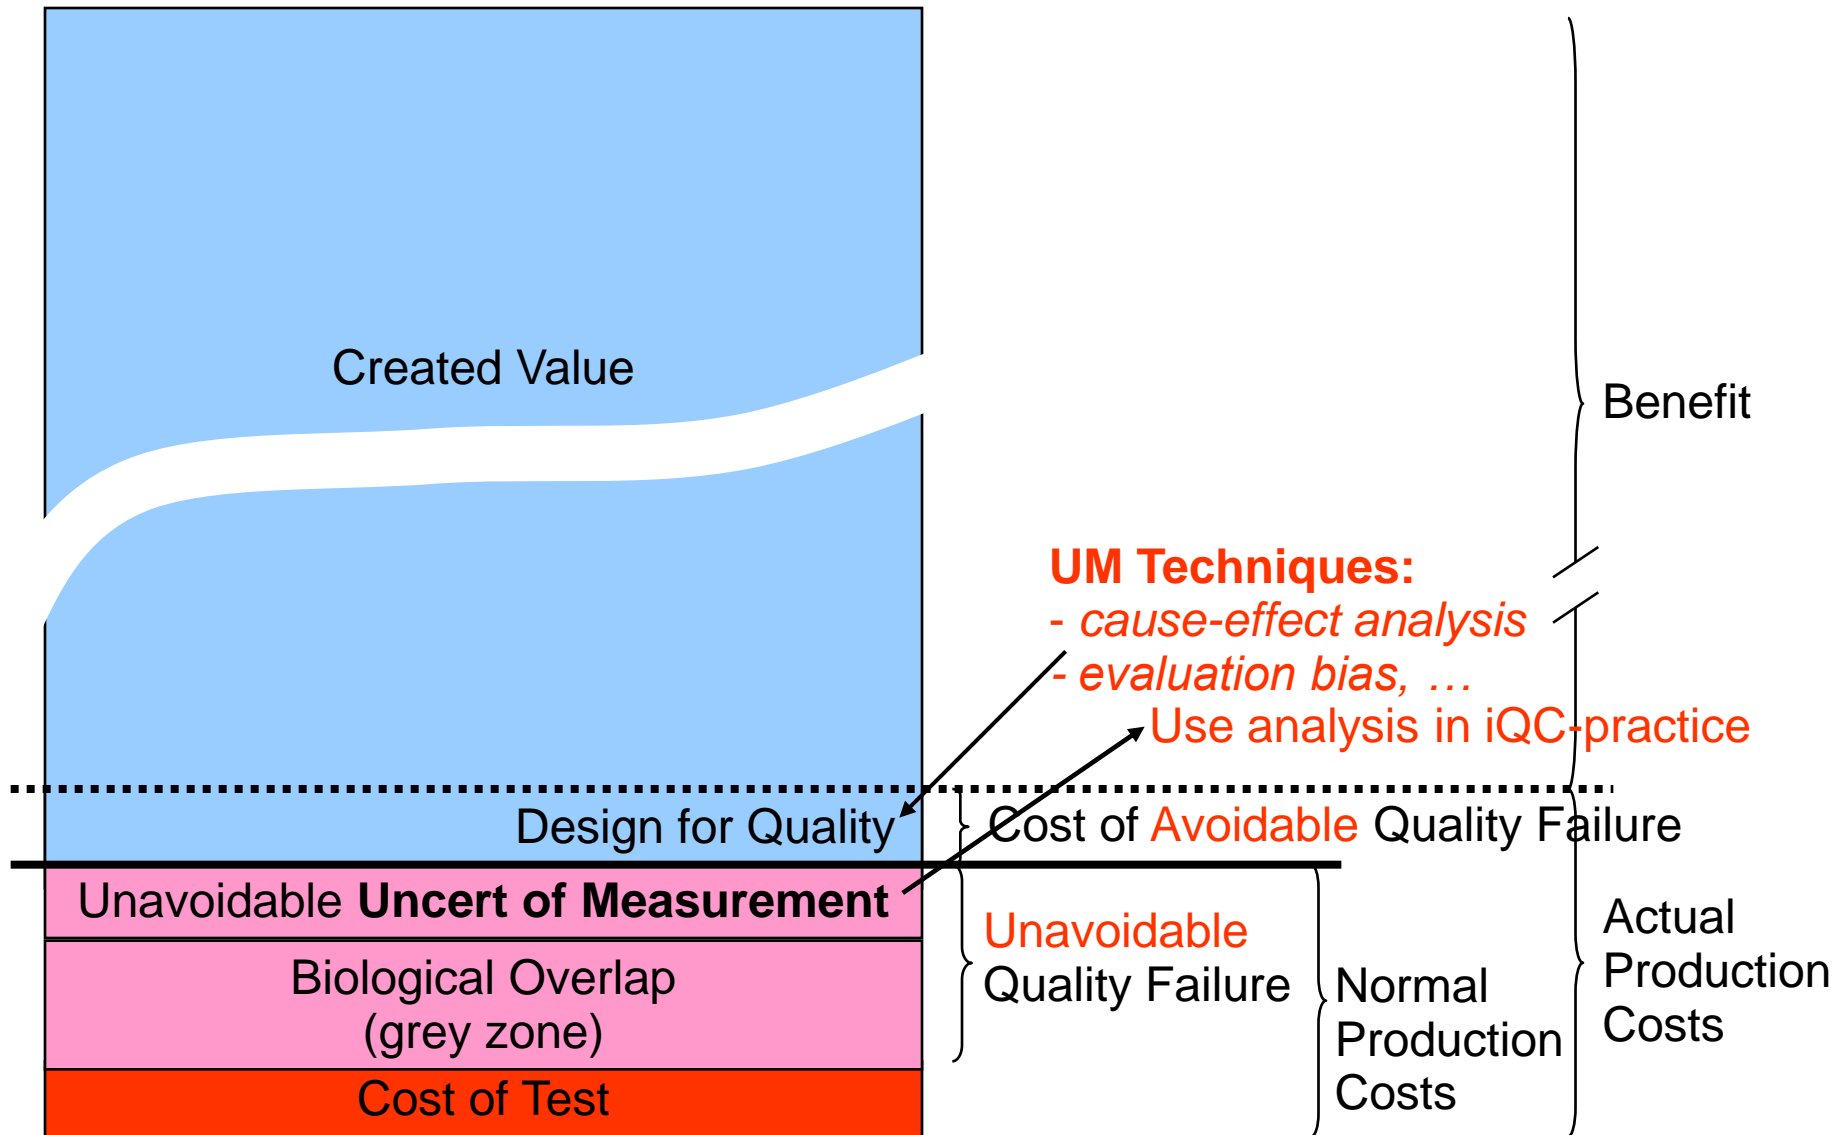 Created Value
Benefit
UM Techniques:
- cause-effect analysis
- evaluation bias, …
Use analysis in iQC-practice
Design for Quality
Cost of Avoidable Quality Failure
Unavoidable Uncert of Measurement
Unavoidable
Quality Failure
Biological Overlap
(grey zone)
Normal
Production
Costs
Actual
Production
Costs
Cost of Test